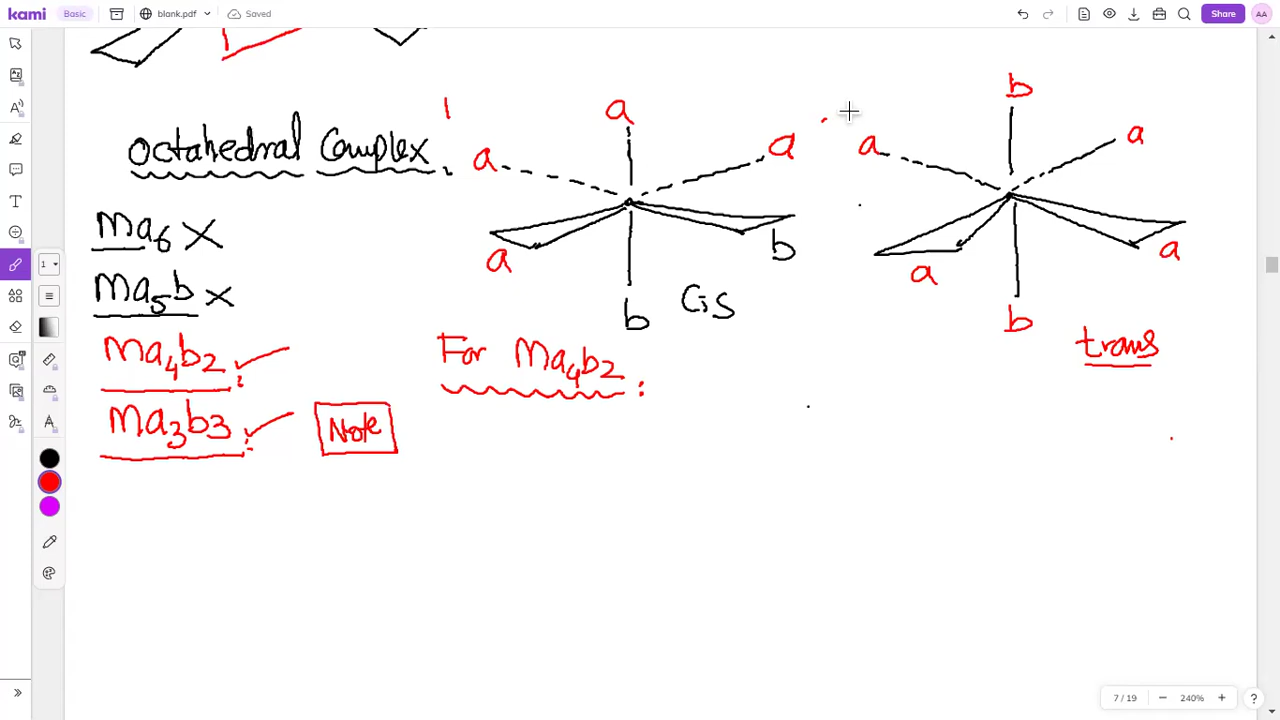 kami Basic blank.pdf Saved Share AA
octahedral Complex:
Ma6 X
Ma5b X
Ma4b2 :
Ma3b3 : Note
a
a a
a b
b Cis
For Ma4b2 :
b
a a
a a
b
trans
7 / 19 240%